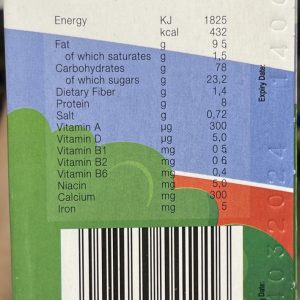 Energy KJ 1825
kcal 432
Fat g 9 5
of which saturates g 1,5
Carbohydrates g 78
of which sugars g 23,2
Dietary Fiber g 1,4
Protein g 8
Salt g 0,72
Vitamin A µg 300
Vitamin D µg 5,0
Vitamin B1 mg 0 5
Vitamin B2 mg 0 6
Vitamin B6 mg 0,4
Niacin mg 5,0
Calcium mg 300
Iron mg 5
Expiry Date:
Date: